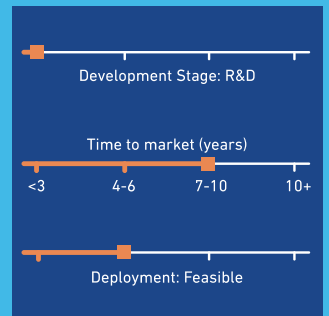 Development Stage: R&D
Time to market (years)
<3 4-6 7-10 10+
Deployment: Feasible